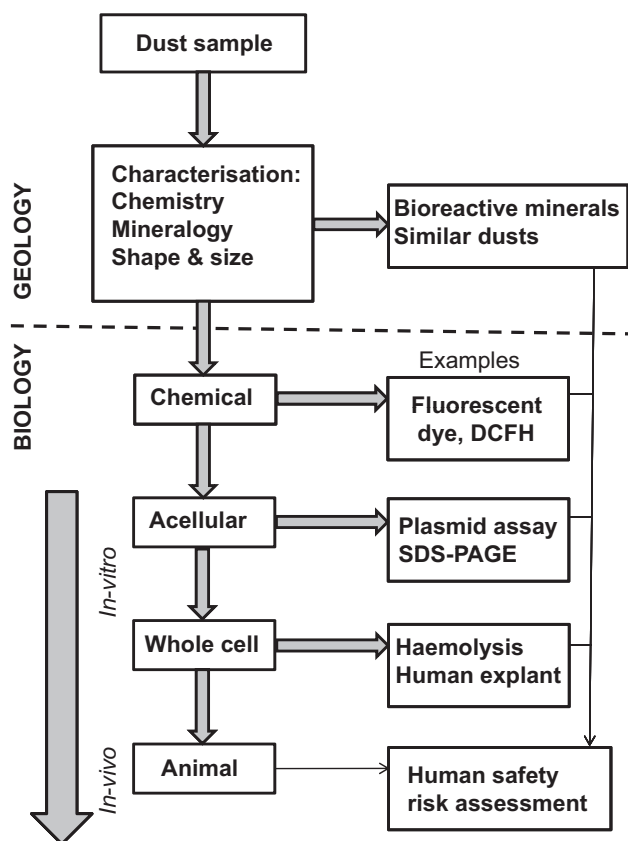 Dust sample
GEOLOGY
Characterisation:
Chemistry
Mineralogy
Shape & size
Bioreactive minerals
Similar dusts
BIOLOGY
Examples
Chemical
Fluorescent
dye, DCFH
Acellular
Plasmid assay
SDS-PAGE
In-vitro
Whole cell
Haemolysis
Human explant
In-vivo
Animal
Human safety
risk assessment